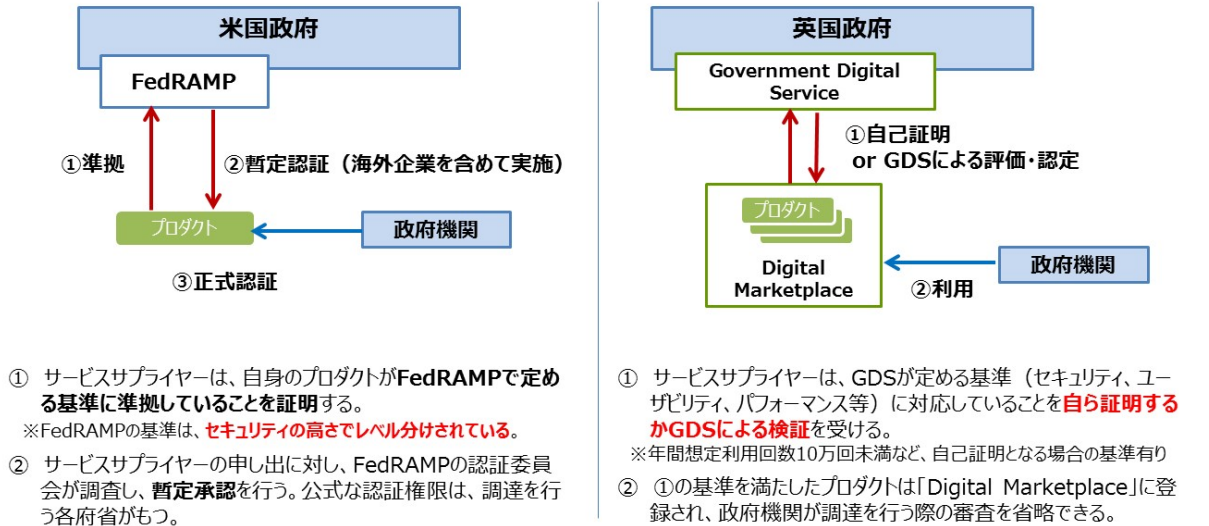 米国政府
FedRAMP
①準拠
②暫定認証（海外企業を含めて実施）
プロダクト
政府機関
③正式認証
① サービスサプライヤーは、自身のプロダクトがFedRAMPで定め
る基準に準拠していることを証明する。
※FedRAMPの基準は、セキュリティの高さでレベル分けされている。
② サービスサプライヤーの申し出に対し、FedRAMPの認証委員
会が調査し、暫定承認を行う。公式な認証権限は、調達を行
う各府省がもつ。
英国政府
Government Digital
Service
①自己証明
or GDSによる評価・認定
プロダクト
Digital
Marketplace
政府機関
②利用
① サービスサプライヤーは、GDSが定める基準（セキュリティ、ユー
ザビリティ、パフォーマンス等）に対応していることを自ら証明する
かGDSによる検証を受ける。
※年間想定利用回数10万回未満など、自己証明となる場合の基準有り
② ①の基準を満たしたプロダクトは「Digital Marketplace」に登
録され、政府機関が調達を行う際の審査を省略できる。